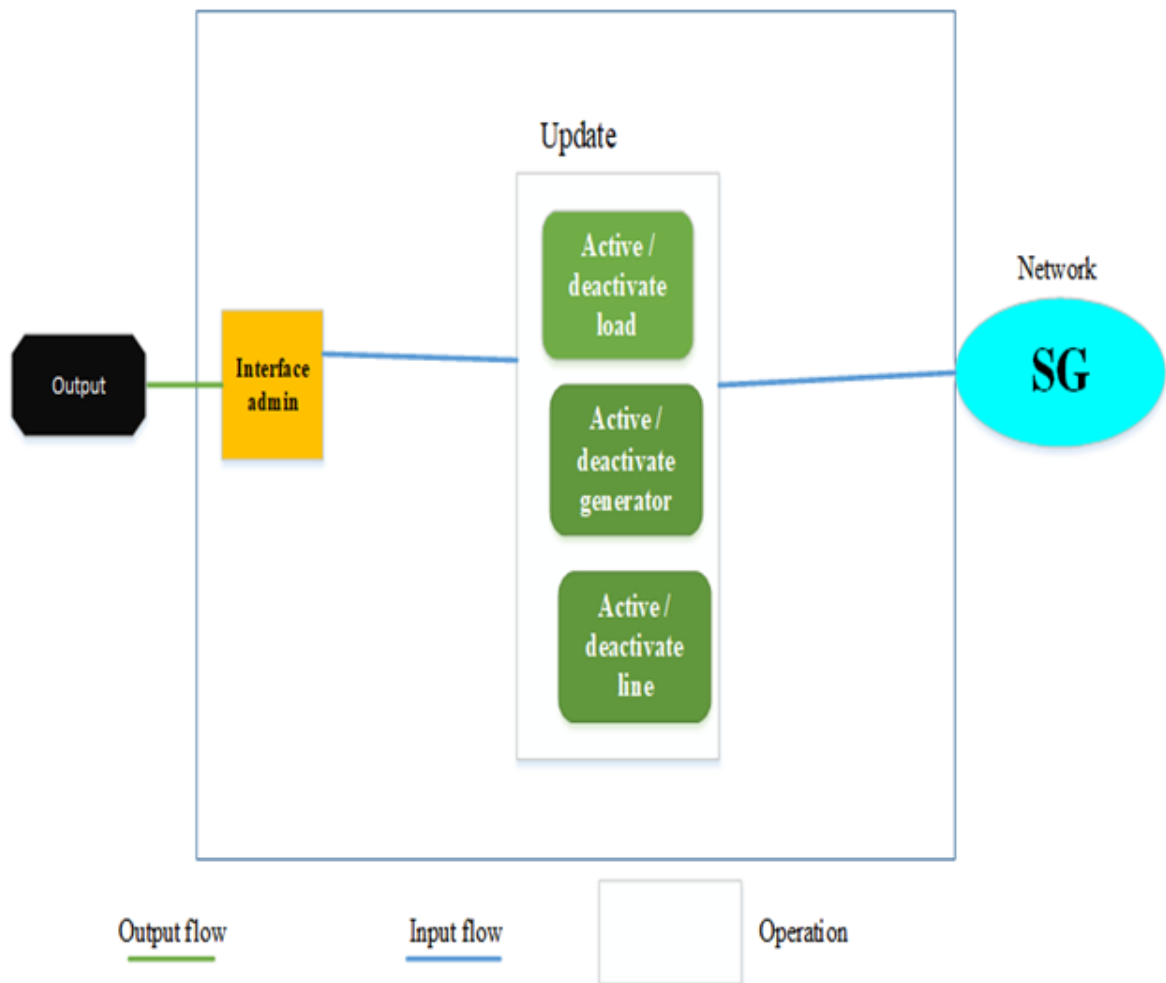 Update
Active /
deactivate
load
Network
SG
Output
Interface
admin
Active /
deactivate
generator
Active /
deactivate
line
Output flow
Input flow
Operation